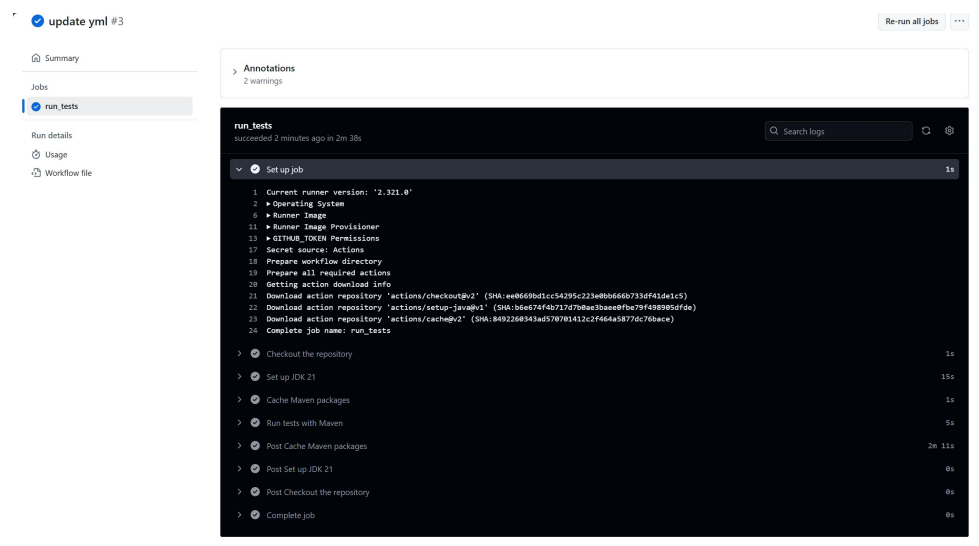 update yml #3
Re-run all jobs
Summary
Jobs
run_tests
Run details
Usage
Workflow file
Annotations
2 warnings
run_tests
succeeded 2 minutes ago in 2m 38s
Search logs
Set up job 1s
1 Current runner version: '2.321.0'
2 Operating System
6 Runner Image
11 Runner Image Provisioner
13 GITHUB_TOKEN Permissions
17 Secret source: Actions
18 Prepare workflow directory
19 Prepare all required actions
20 Getting action download info
21 Download action repository 'actions/checkout@v2' (SHA:ee0669bd1cc54295c223e0bb666b733df41de1c5)
22 Download action repository 'actions/setup-java@v1' (SHA:b6e674f4b717d7b0ae3baee0fbe79f498905dfde)
23 Download action repository 'actions/cache@v2' (SHA:8492260343ad570701412c2f464a5877dc76bace)
24 Complete job name: run_tests
Checkout the repository 1s
Set up JDK 21 15s
Cache Maven packages 1s
Run tests with Maven 5s
Post Cache Maven packages 2m 11s
Post Set up JDK 21 0s
Post Checkout the repository 0s
Complete job 0s